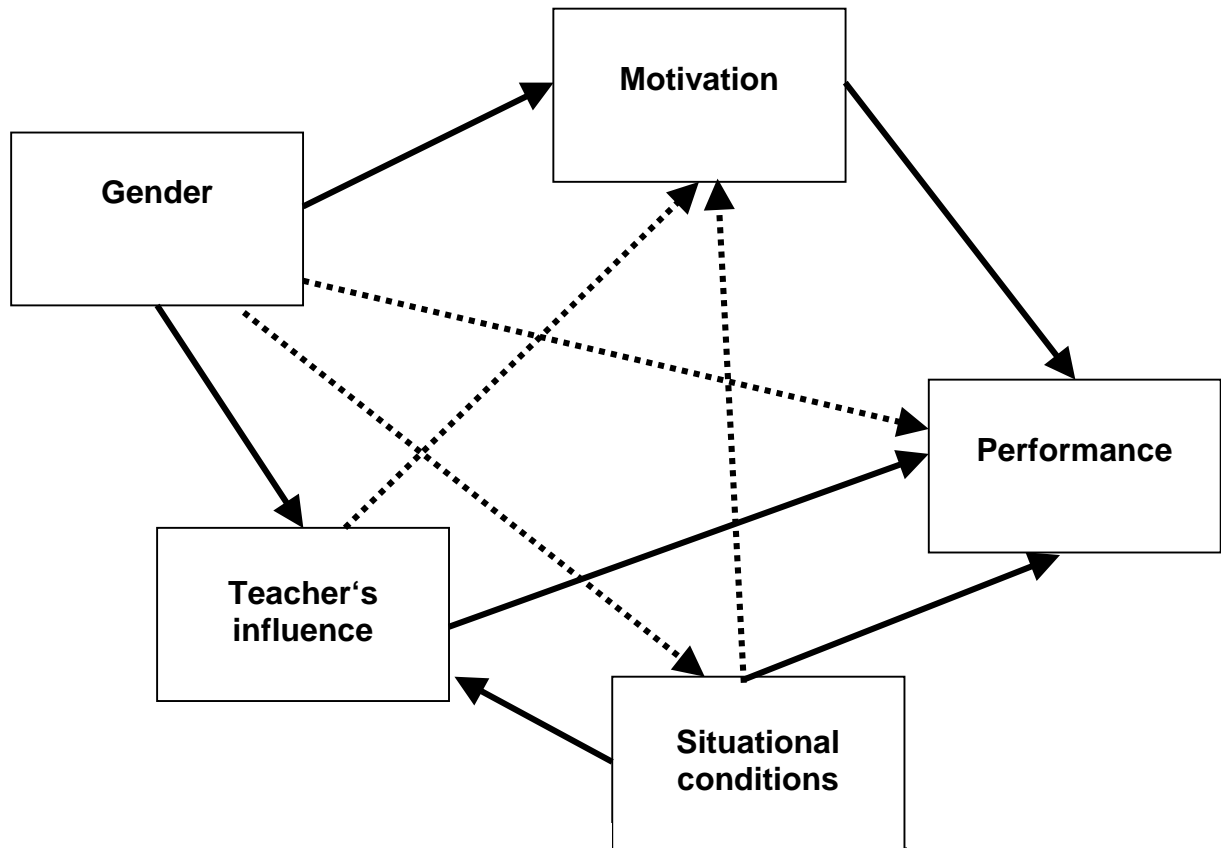 Motivation
Gender
Performance
Teacher‘s
influence
Situational
conditions